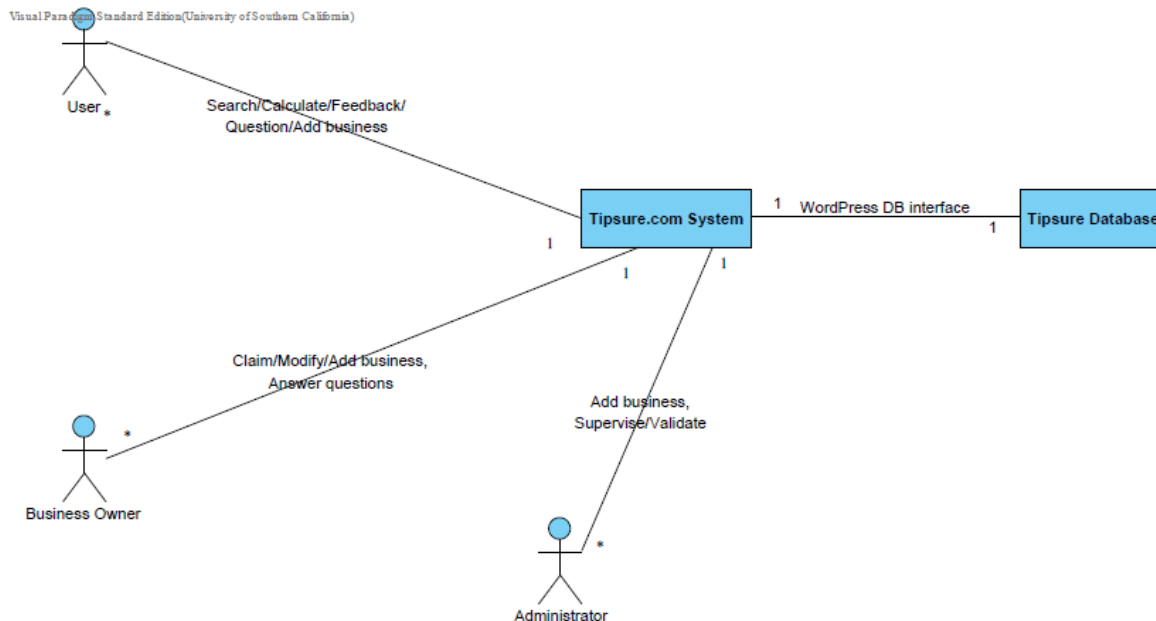 Visual Paradigm Standard Edition(University of Southern California)
User
*
Search/Calculate/Feedback/
Question/Add business
Tipsure.com System
1
WordPress DB interface
1
Tipsure Database
1
1
1
Claim/Modify/Add business,
Answer questions
*
Business Owner
Add business,
Supervise/Validate
*
Administrator